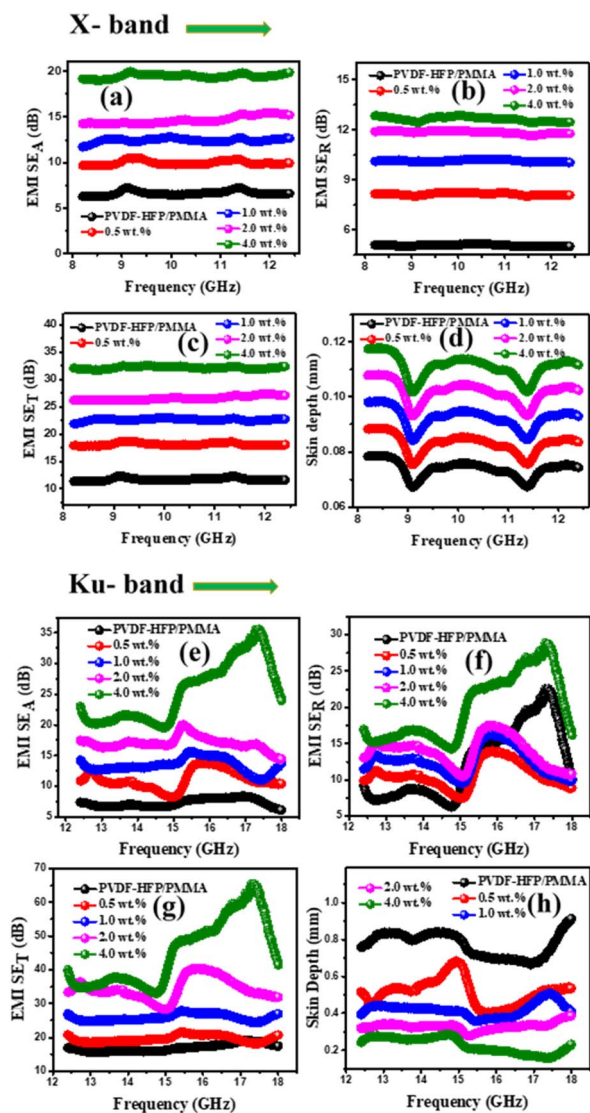 X- band
(a)
EMI SE_A (dB)
20
15
10
5
0
PVDF-HFP/PMMA
0.5 wt.%
1.0 wt.%
2.0 wt.%
4.0 wt.%
8 9 10 11 12
Frequency (GHz)
(b)
EMI SE_R (dB)
15
12
9
6
PVDF-HFP/PMMA
0.5 wt.%
1.0 wt.%
2.0 wt.%
4.0 wt.%
8 9 10 11 12
Frequency (GHz)
(c)
EMI SE_T (dB)
40
35
30
25
20
15
10
PVDF-HFP/PMMA
0.5 wt.%
1.0 wt.%
2.0 wt.%
4.0 wt.%
8 9 10 11 12
Frequency (GHz)
(d)
Skin depth (mm)
0.12
0.10
0.08
0.06
PVDF-HFP/PMMA
0.5 wt.%
1.0 wt.%
2.0 wt.%
4.0 wt.%
8 9 10 11 12
Frequency (GHz)
Ku- band
(e)
EMI SE_A (dB)
35
30
25
20
15
10
5
PVDF-HFP/PMMA
0.5 wt.%
1.0 wt.%
2.0 wt.%
4.0 wt.%
12 13 14 15 16 17 18
Frequency (GHz)
(f)
EMI SE_R (dB)
30
25
20
15
10
5
PVDF-HFP/PMMA
0.5 wt.%
1.0 wt.%
2.0 wt.%
4.0 wt.%
12 13 14 15 16 17 18
Frequency (GHz)
(g)
EMI SE_T (dB)
70
60
50
40
30
20
10
PVDF-HFP/PMMA
0.5 wt.%
1.0 wt.%
2.0 wt.%
4.0 wt.%
13 14 15 16 17 18
Frequency (GHz)
(h)
Skin Depth (mm)
1.0
0.8
0.6
0.4
0.2
2.0 wt.%
4.0 wt.%
PVDF-HFP/PMMA
0.5 wt.%
1.0 wt.%
12 13 14 15 16 17 18
Frequency (GHz)